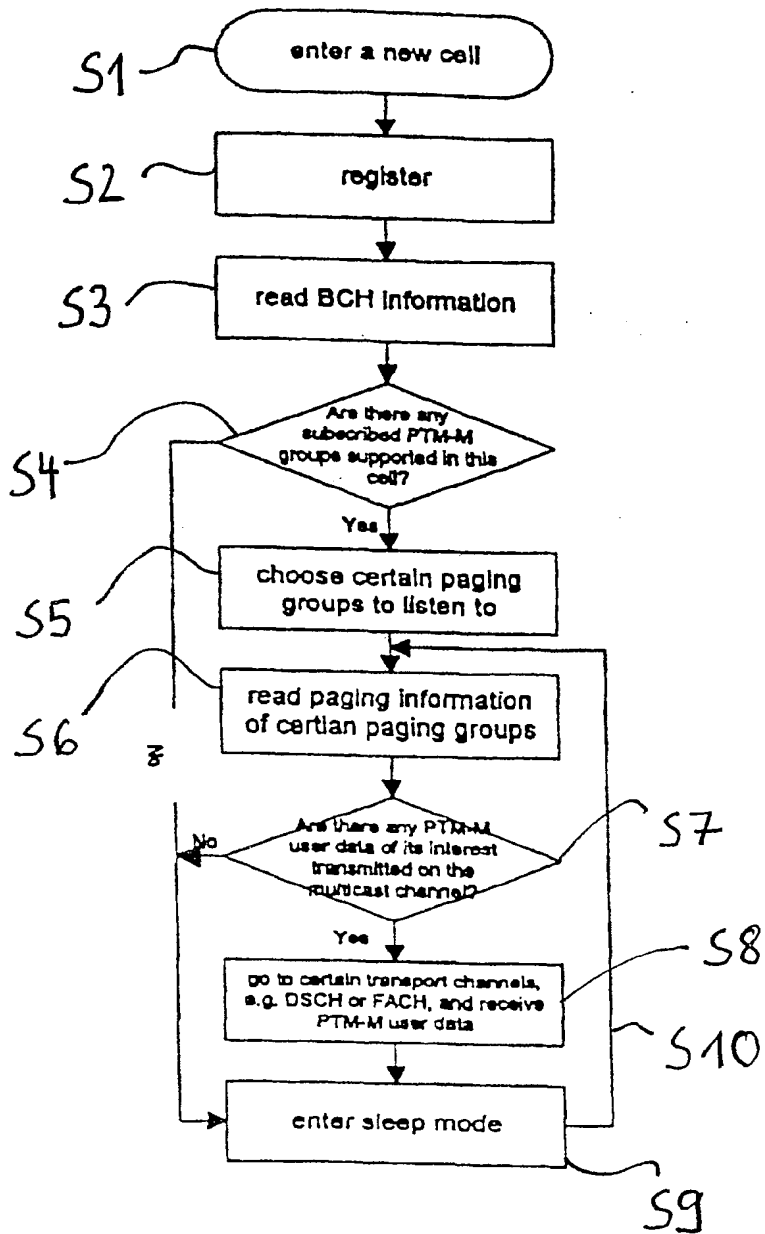 S1
enter a new cell
S2
register
S3
read BCH information
S4
Are there any
subscribed PTM-M
groups supported in this
cell?
Yes
S5
choose certain paging
groups to listen to
S6
read paging information
of certian paging groups
No
Are there any PTM-M
user data of its interest
transmitted on the
multicast channel?
S7
No
Yes
S8
go to certain transport channels,
e.g. DSCH or FACH, and receive
PTM-M user data
S10
enter sleep mode
S9